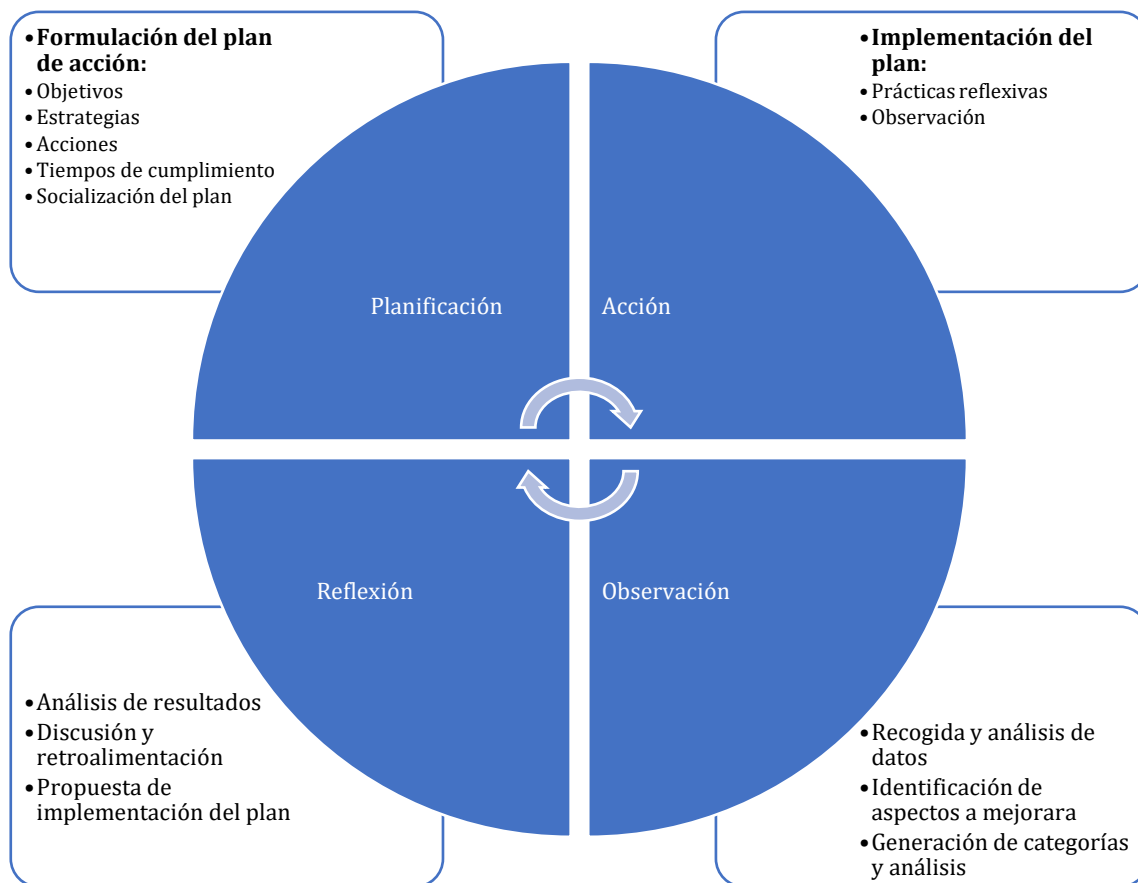 •Formulación del plan
de acción:
•Objetivos
•Estrategias
•Acciones
•Tiempos de cumplimiento
•Socialización del plan
•Implementación del
plan:
•Prácticas reflexivas
•Observación
Planificación
Acción
Reflexión
Observación
•Análisis de resultados
•Discusión y
retroalimentación
•Propuesta de
implementación del plan
•Recogida y análisis de
datos
•Identificación de
aspectos a mejorara
•Generación de categorías
y análisis